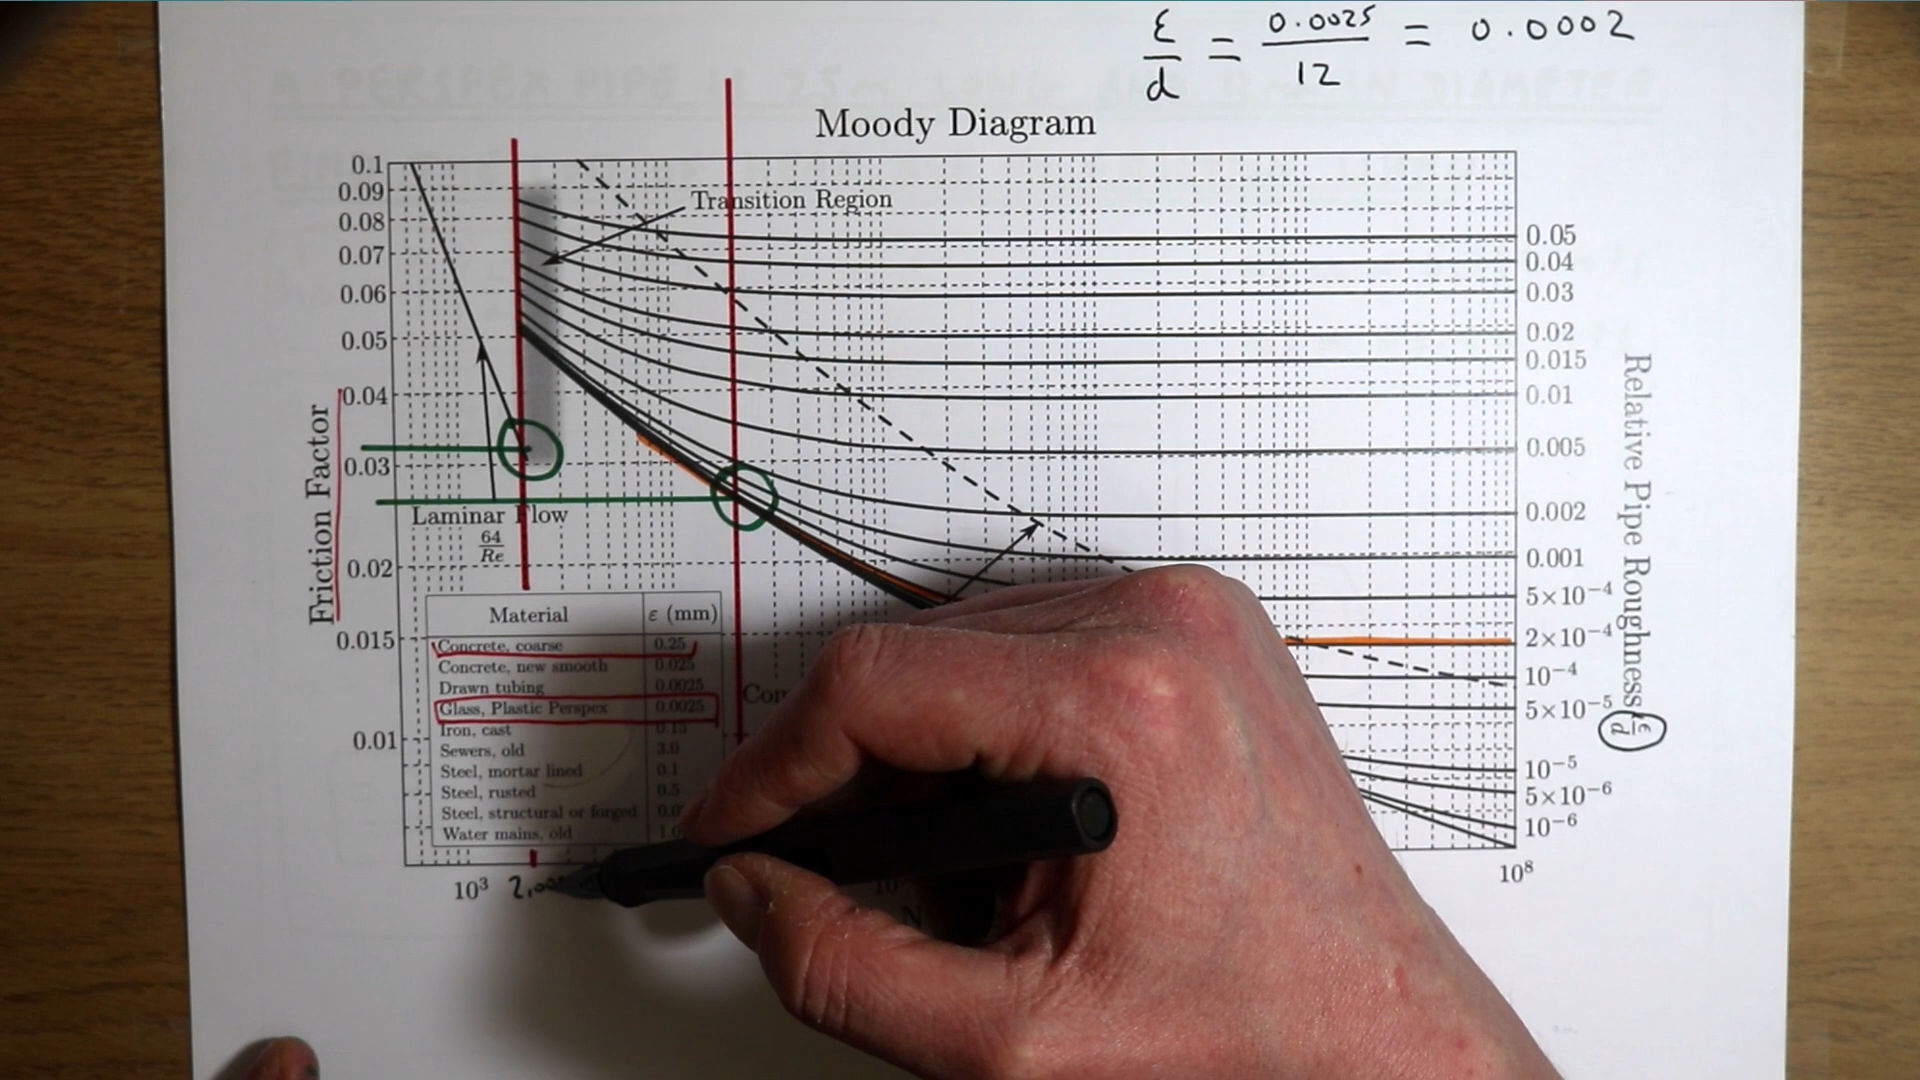 ε/d = 0.0025/12 = 0.0002
Moody Diagram
Transition Region
0.1
0.09
0.08
0.07
0.06
0.05
0.04
0.03
0.02
0.015
0.01
Friction Factor
Laminar Flow
64/Re
Material ε (mm)
Concrete, coarse 0.25
Concrete, new smooth 0.025
Drawn tubing 0.0025
Glass, Plastic Perspex 0.0025
Iron, cast 0.15
Sewers, old 3.0
Steel, mortar lined 0.1
Steel, rusted 0.5
Steel, structural or forged
Water mains, old
0.05
0.04
0.03
0.02
0.015
0.01
0.005
0.002
0.001
5×10⁻⁴
2×10⁻⁴
10⁻⁴
5×10⁻⁵
10⁻⁵
5×10⁻⁶
10⁻⁶
Relative Pipe Roughness ε/d
10³ 10⁸